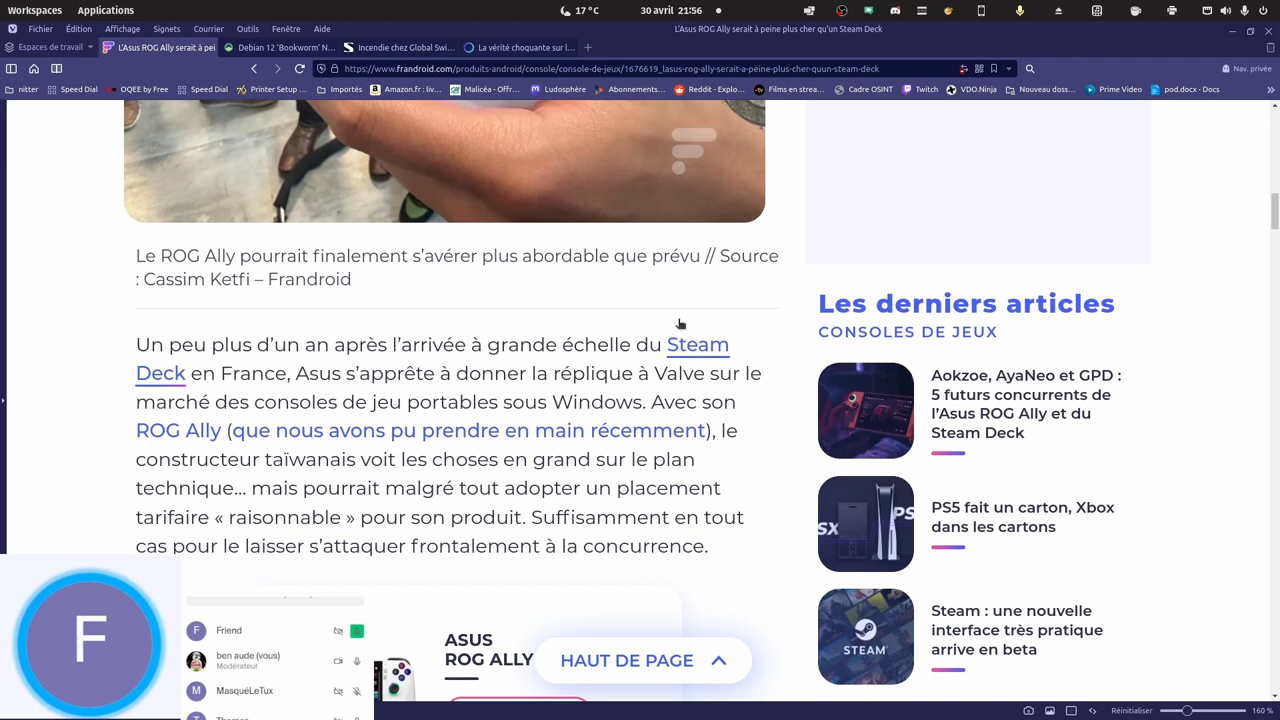 Applications
17°C
30 avril 21:56
Fichier Édition Affichage Signets Courrier Outils Fenêtre Aide
L'Asus ROG Ally serait à peine plus cher qu'un Steam Deck
Espaces de travail
L'Asus ROG Ally serait à pei
Debian 12 'Bookworm' N...
Incendie chez Global Swi...
La vérité choquante sur l...
https://www.frandroid.com/produits-android/console/console-de-jeux/1676619_lasus-rog-ally-serait-a-peine-plus-cher-quun-steam-deck
Nav. privée
nitter
Speed Dial
OQEE by Free
Speed Dial
Printer Setup ...
Importés
Amazon.fr : liv...
Malicéa - Offr...
Ludosphère
Abonnements...
Reddit - Explo...
Films en strea...
Cadre OSINT
Twitch
VDO.Ninja
Nouveau doss...
Prime Video
pod.docx - Docs
Le ROG Ally pourrait finalement s'avérer plus abordable que prévu // Source
: Cassim Ketfi – Frandroid
Un peu plus d'un an après l'arrivée à grande échelle du Steam
Deck en France, Asus s'apprête à donner la réplique à Valve sur le
marché des consoles de jeu portables sous Windows. Avec son
ROG Ally (que nous avons pu prendre en main récemment), le
constructeur taïwanais voit les choses en grand sur le plan
technique... mais pourrait malgré tout adopter un placement
tarifaire « raisonnable » pour son produit. Suffisamment en tout
cas pour le laisser s'attaquer frontalement à la concurrence.
Les derniers articles
CONSOLES DE JEUX
Aokzoe, AyaNeo et GPD :
5 futurs concurrents de
l'Asus ROG Ally et du
Steam Deck
PS5 fait un carton, Xbox
dans les cartons
Steam : une nouvelle
interface très pratique
arrive en beta
SX
PS
STEAM
F
F
Friend
ben aude (vous)
Modérateur
M
MasquéLeTux
ASUS
ROG ALLY
HAUT DE PAGE
Réinitialiser
160 %